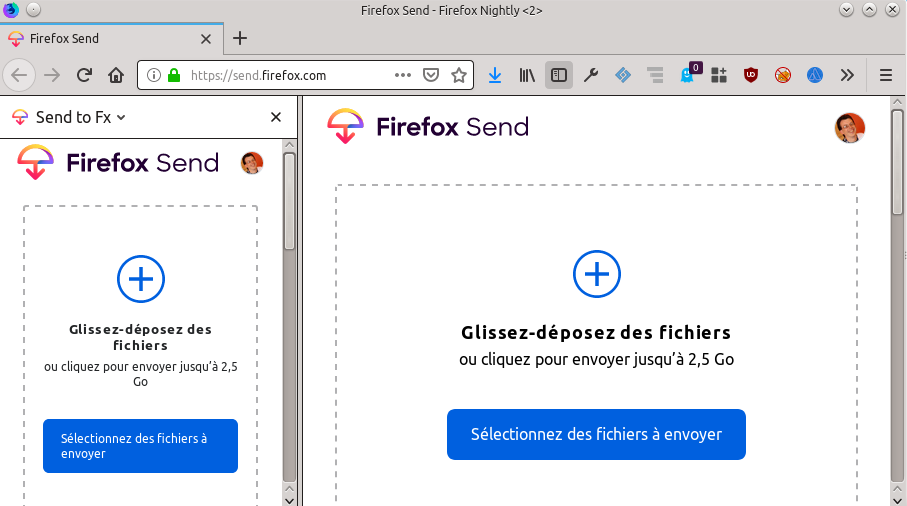 Firefox Send - Firefox Nightly <2>
Firefox Send
https://send.firefox.com
0
Send to Fx
Firefox Send
Glissez-déposez des
fichiers
ou cliquez pour envoyer jusqu’à 2,5
Go
Sélectionnez des fichiers à
envoyer
Firefox Send
Glissez-déposez des fichiers
ou cliquez pour envoyer jusqu’à 2,5 Go
Sélectionnez des fichiers à envoyer